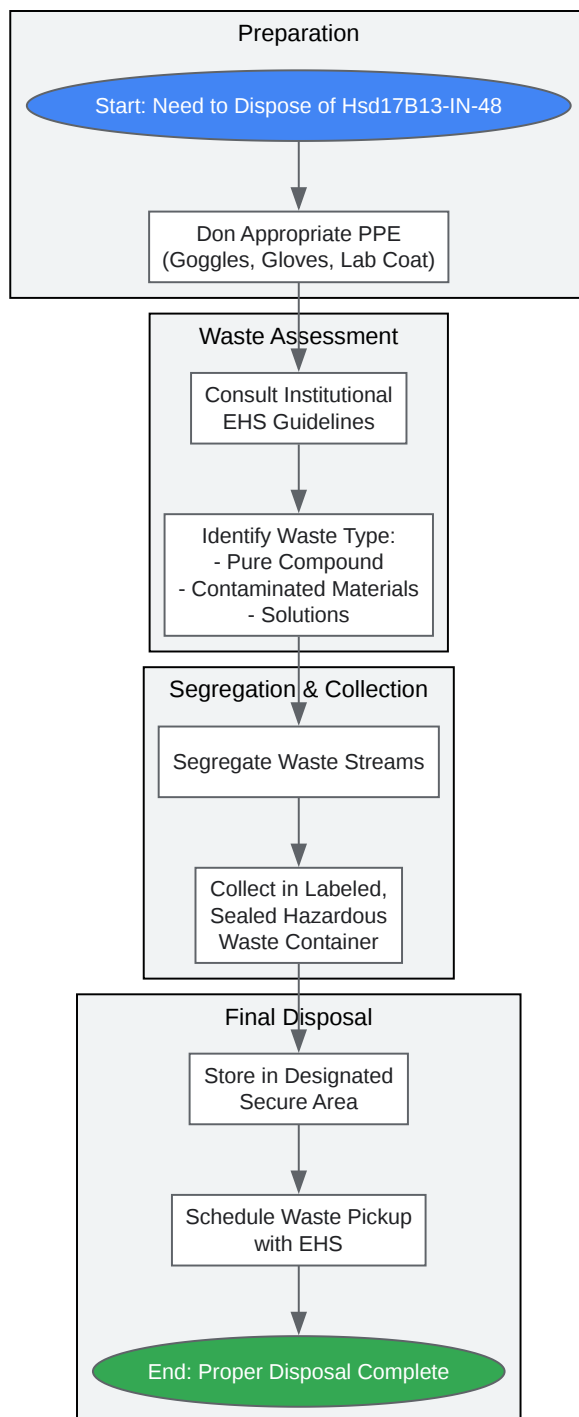 Preparation
Start: Need to Dispose of Hsd17B13-IN-48
Don Appropriate PPE
(Goggles, Gloves, Lab Coat)
Waste Assessment
Consult Institutional
EHS Guidelines
Identify Waste Type:
- Pure Compound
- Contaminated Materials
- Solutions
Segregation & Collection
Segregate Waste Streams
Collect in Labeled,
Sealed Hazardous
Waste Container
Final Disposal
Store in Designated
Secure Area
Schedule Waste Pickup
with EHS
End: Proper Disposal Complete